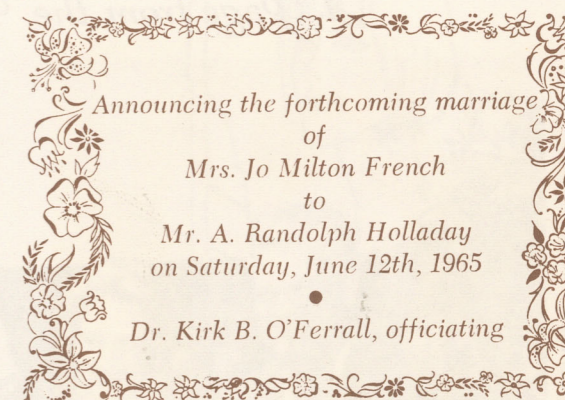 Announcing the forthcoming marriage
of
Mrs. Jo Milton French
to
Mr. A. Randolph Holladay
on Saturday, June 12th, 1965
●
Dr. Kirk B. O'Ferrall, officiating